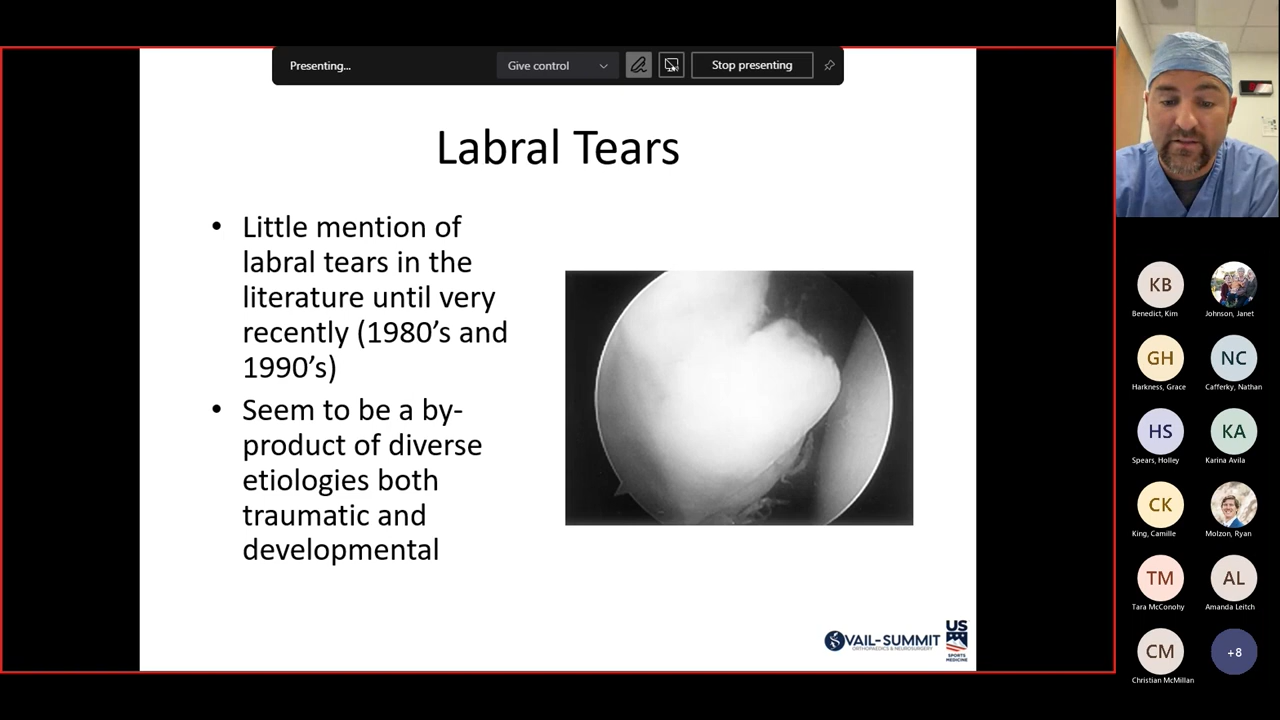 Presenting...
Give control
Stop presenting
Labral Tears
• Little mention of
labral tears in the
literature until very
recently (1980’s and
1990’s)
• Seem to be a by-
product of diverse
etiologies both
traumatic and
developmental
VAIL-SUMMIT
ORTHOPAEDICS & NEUROSURGERY
US
SPORTS
MEDICINE
KB
Benedict, Kim
Johnson, Janet
GH
Harkness, Grace
NC
Cafferky, Nathan
HS
Spears, Holley
KA
Karina Avila
CK
King, Camille
Molzon, Ryan
TM
Tara McConohy
AL
Amanda Leitch
CM
Christian McMillan
+8